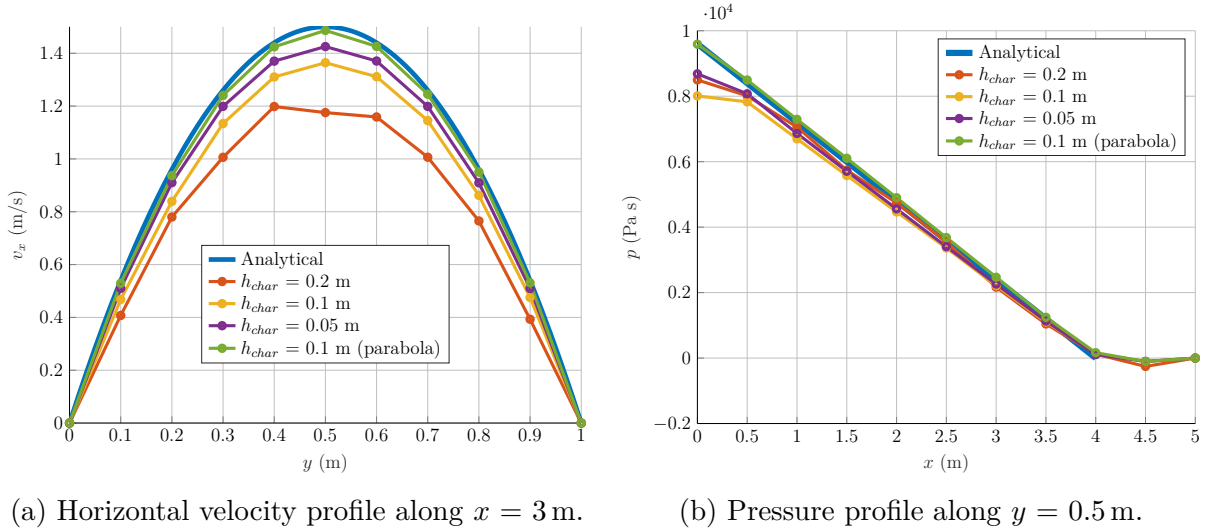 0
0.2
0.4
0.6
0.8
1
1.2
1.4
0
0.1
0.2
0.3
0.4
0.5
0.6
0.7
0.8
0.9
1
y (m)
v_x (m/s)
Analytical
h_char = 0.2 m
h_char = 0.1 m
h_char = 0.05 m
h_char = 0.1 m (parabola)
(a) Horizontal velocity profile along x = 3 m.
·10⁴
−0.2
0
0.2
0.4
0.6
0.8
1
0
0.5
1
1.5
2
2.5
3
3.5
4
4.5
5
x (m)
p (Pa s)
Analytical
h_char = 0.2 m
h_char = 0.1 m
h_char = 0.05 m
h_char = 0.1 m (parabola)
(b) Pressure profile along y = 0.5 m.